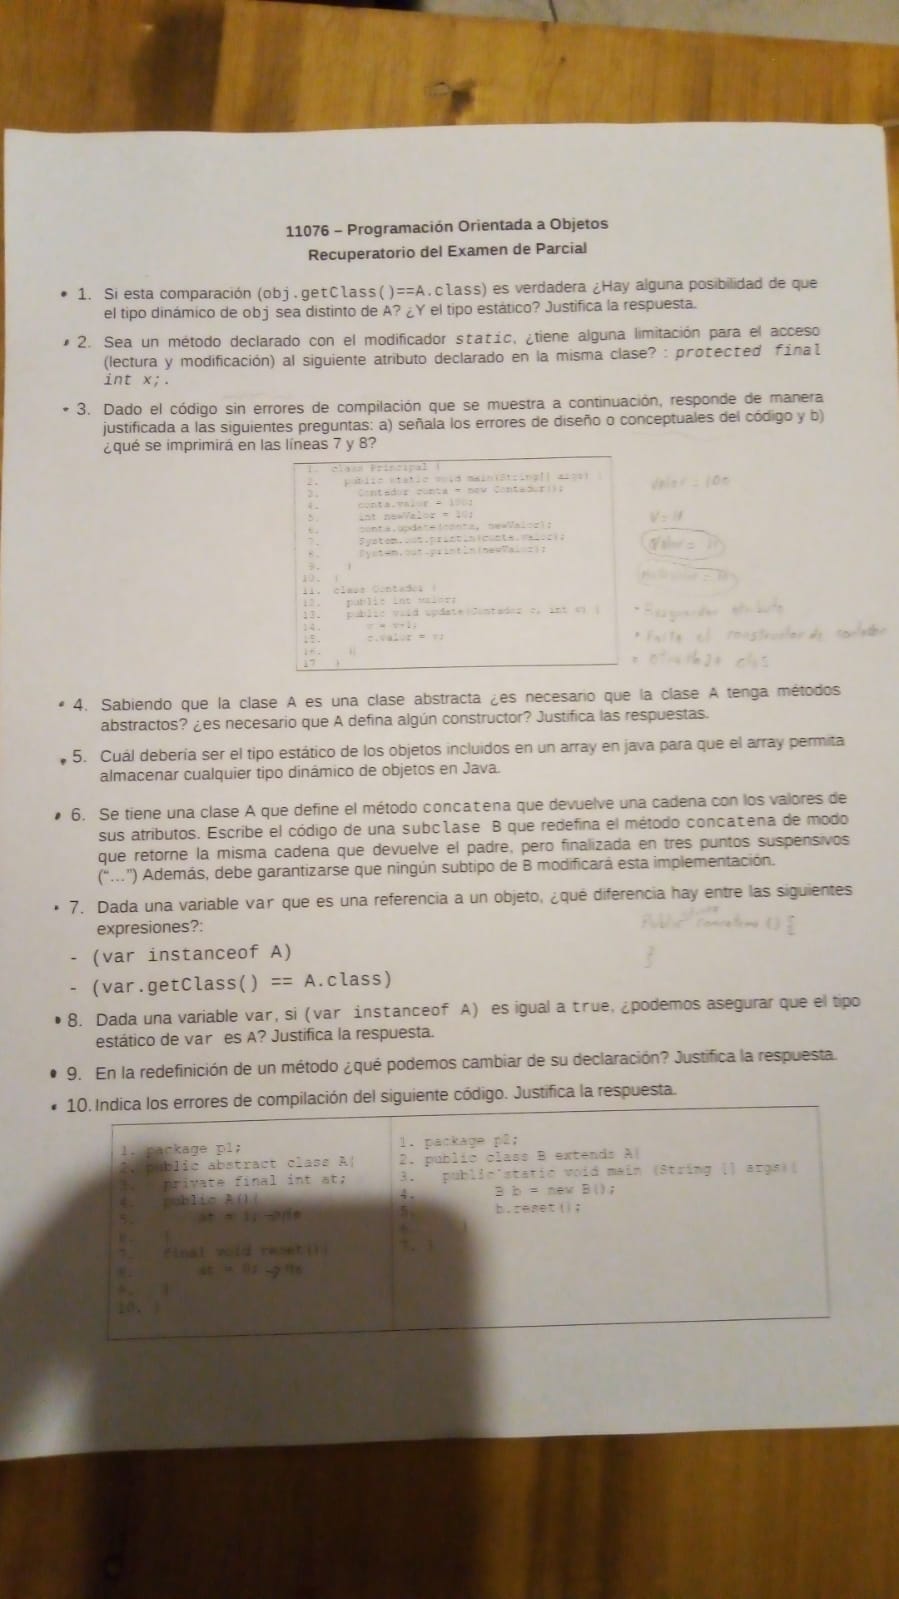 11076 – Programación Orientada a Objetos
Recuperatorio del Examen de Parcial
1. Si esta comparación (obj.getClass()==A.class) es verdadera ¿Hay alguna posibilidad de que
el tipo dinámico de obj sea distinto de A? ¿Y el tipo estático? Justifica la respuesta.
2. Sea un método declarado con el modificador static, ¿tiene alguna limitación para el acceso
(lectura y modificación) al siguiente atributo declarado en la misma clase? : protected final
int x;.
3. Dado el código sin errores de compilación que se muestra a continuación, responde de manera
justificada a las siguientes preguntas: a) señala los errores de diseño o conceptuales del código y b)
¿qué se imprimirá en las líneas 7 y 8?
1. class Principal {
2. public static void main(String[] args) {
3. Contador conta = new Contador();
4. conta.valor = 100;
5. int newValor = 10;
6. conta.update(conta, newValor);
7. System.out.println(conta.valor);
8. System.out.println(newValor);
9. }
10. }
11. class Contador {
12. public int valor;
13. public void update(Contador c, int v) {
14. v = v+1;
15. c.valor = v;
16. }
17 }
valor = 100
V = 11
Valor = 11
4. Sabiendo que la clase A es una clase abstracta ¿es necesario que la clase A tenga métodos
abstractos? ¿es necesario que A defina algún constructor? Justifica las respuestas.
5. Cuál debería ser el tipo estático de los objetos incluidos en un array en java para que el array permita
almacenar cualquier tipo dinámico de objetos en Java.
6. Se tiene una clase A que define el método concatena que devuelve una cadena con los valores de
sus atributos. Escribe el código de una subclase B que redefina el método concatena de modo
que retorne la misma cadena que devuelve el padre, pero finalizada en tres puntos suspensivos
("...") Además, debe garantizarse que ningún subtipo de B modificará esta implementación.
7. Dada una variable var que es una referencia a un objeto, ¿qué diferencia hay entre las siguientes
expresiones?:
- (var instanceof A)
- (var.getClass() == A.class)
8. Dada una variable var, si (var instanceof A) es igual a true, ¿podemos asegurar que el tipo
estático de var es A? Justifica la respuesta.
9. En la redefinición de un método ¿qué podemos cambiar de su declaración? Justifica la respuesta.
10. Indica los errores de compilación del siguiente código. Justifica la respuesta.
1. package p1;
2. public abstract class A{
3. private final int at;
4. public A(){
5. at = 1;
6. }
7. final void reset(){
8. at = 0;
9. }
10. }
1. package p2;
2. public class B extends A{
3. public static void main (String [] args){
4. B b = new B();
5. b.reset();
6. }
7. }